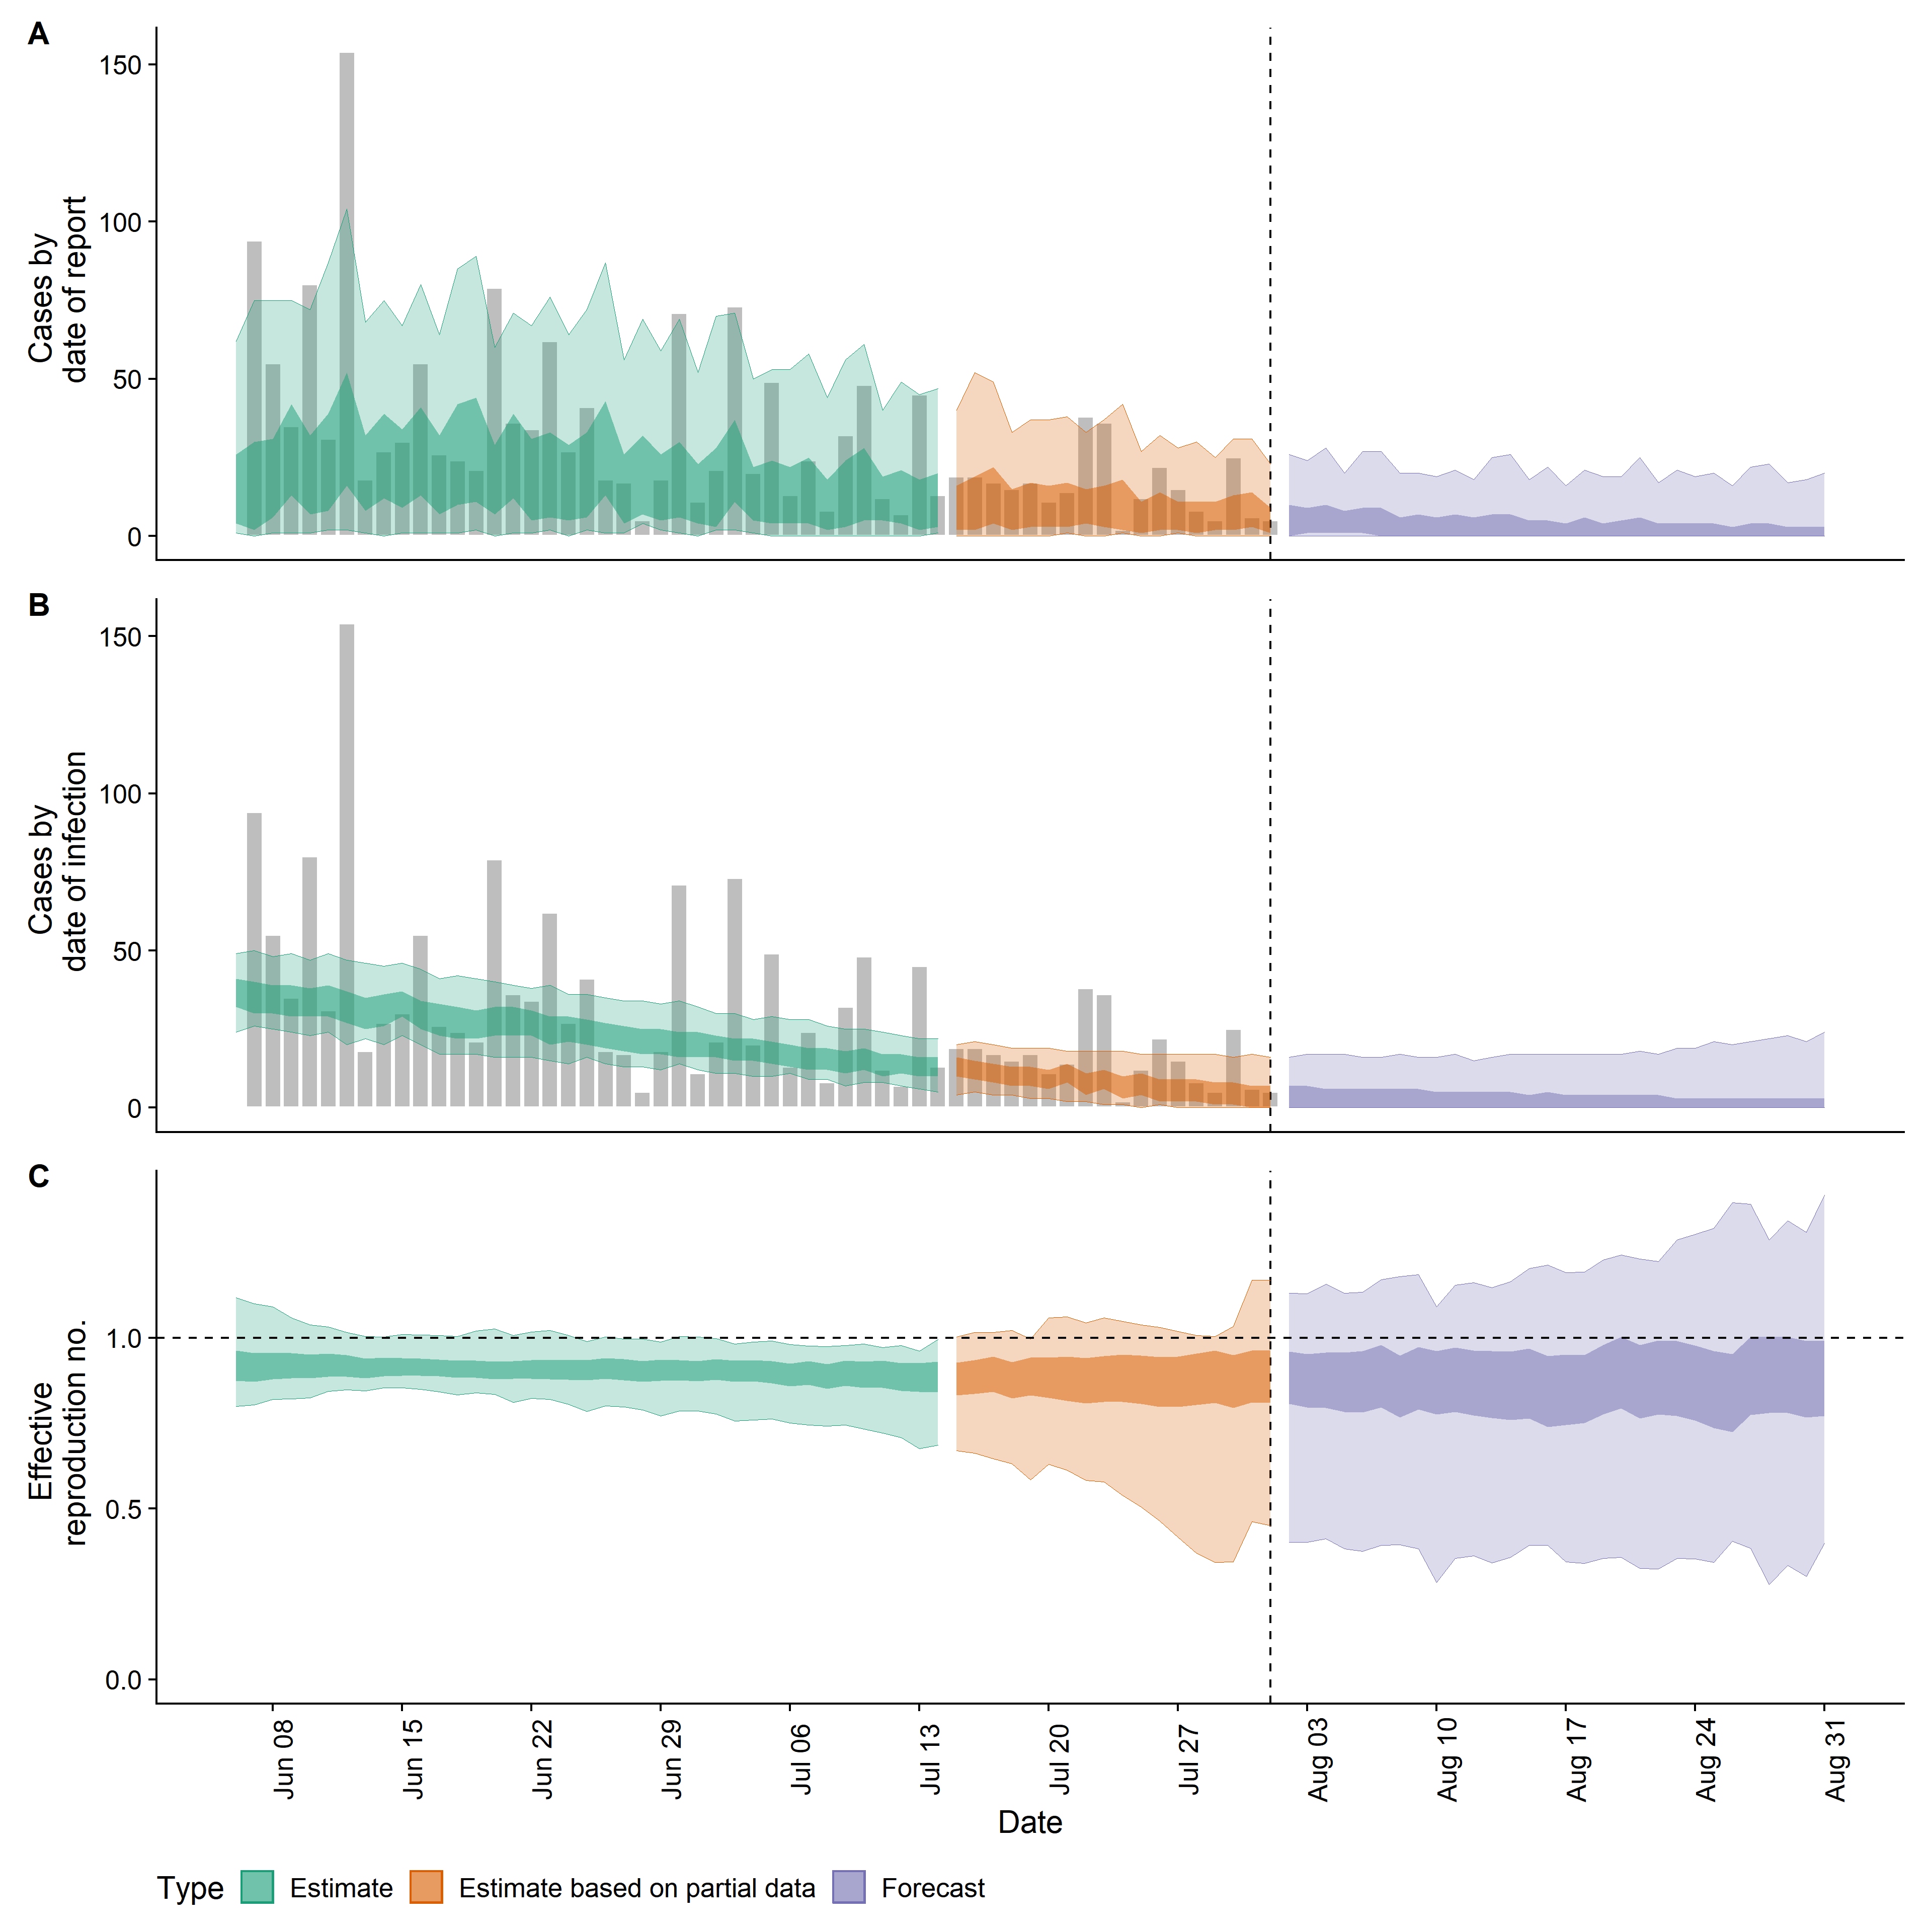 A
Cases by
date of report
150
100
50
0
B
Cases by
date of infection
150
100
50
0
C
Effective
reproduction no.
1.0
0.5
0.0
Jun 08
Jun 15
Jun 22
Jun 29
Jul 06
Jul 13
Jul 20
Jul 27
Aug 03
Aug 10
Aug 17
Aug 24
Aug 31
Date
Type Estimate Estimate based on partial data Forecast